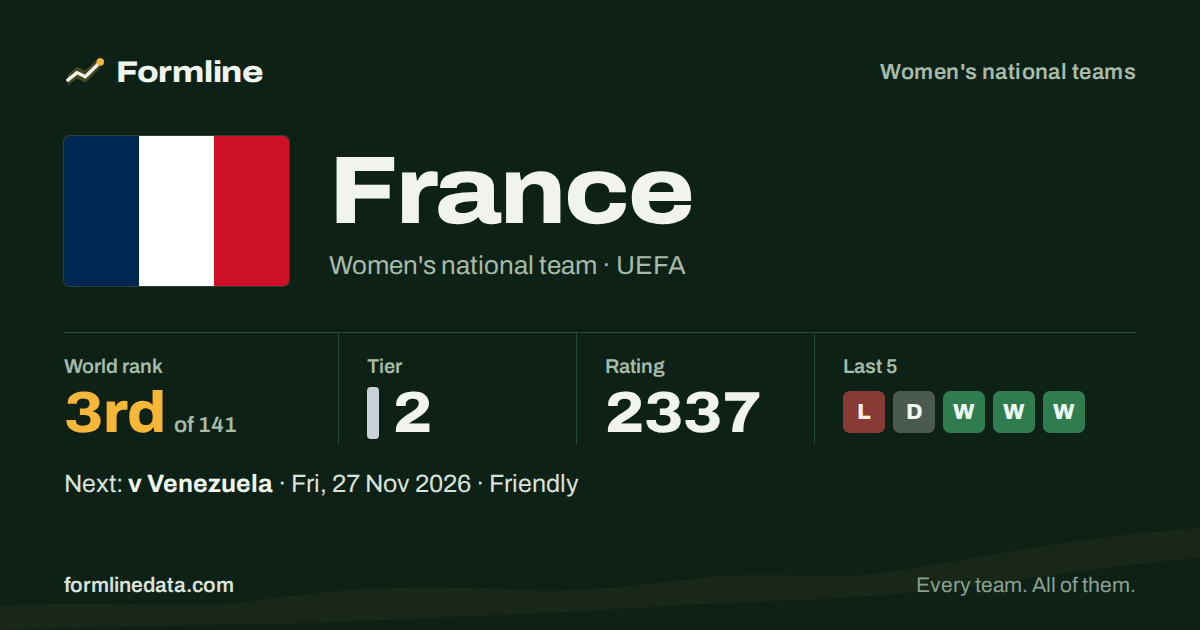 Formline
Women's national teams
France
Women's national team · UEFA
World rank
3rd of 141
Tier
2
Rating
2337
Last 5
L D W W W
Next: v Venezuela · Fri, 27 Nov 2026 · Friendly
formlinedata.com
Every team. All of them.